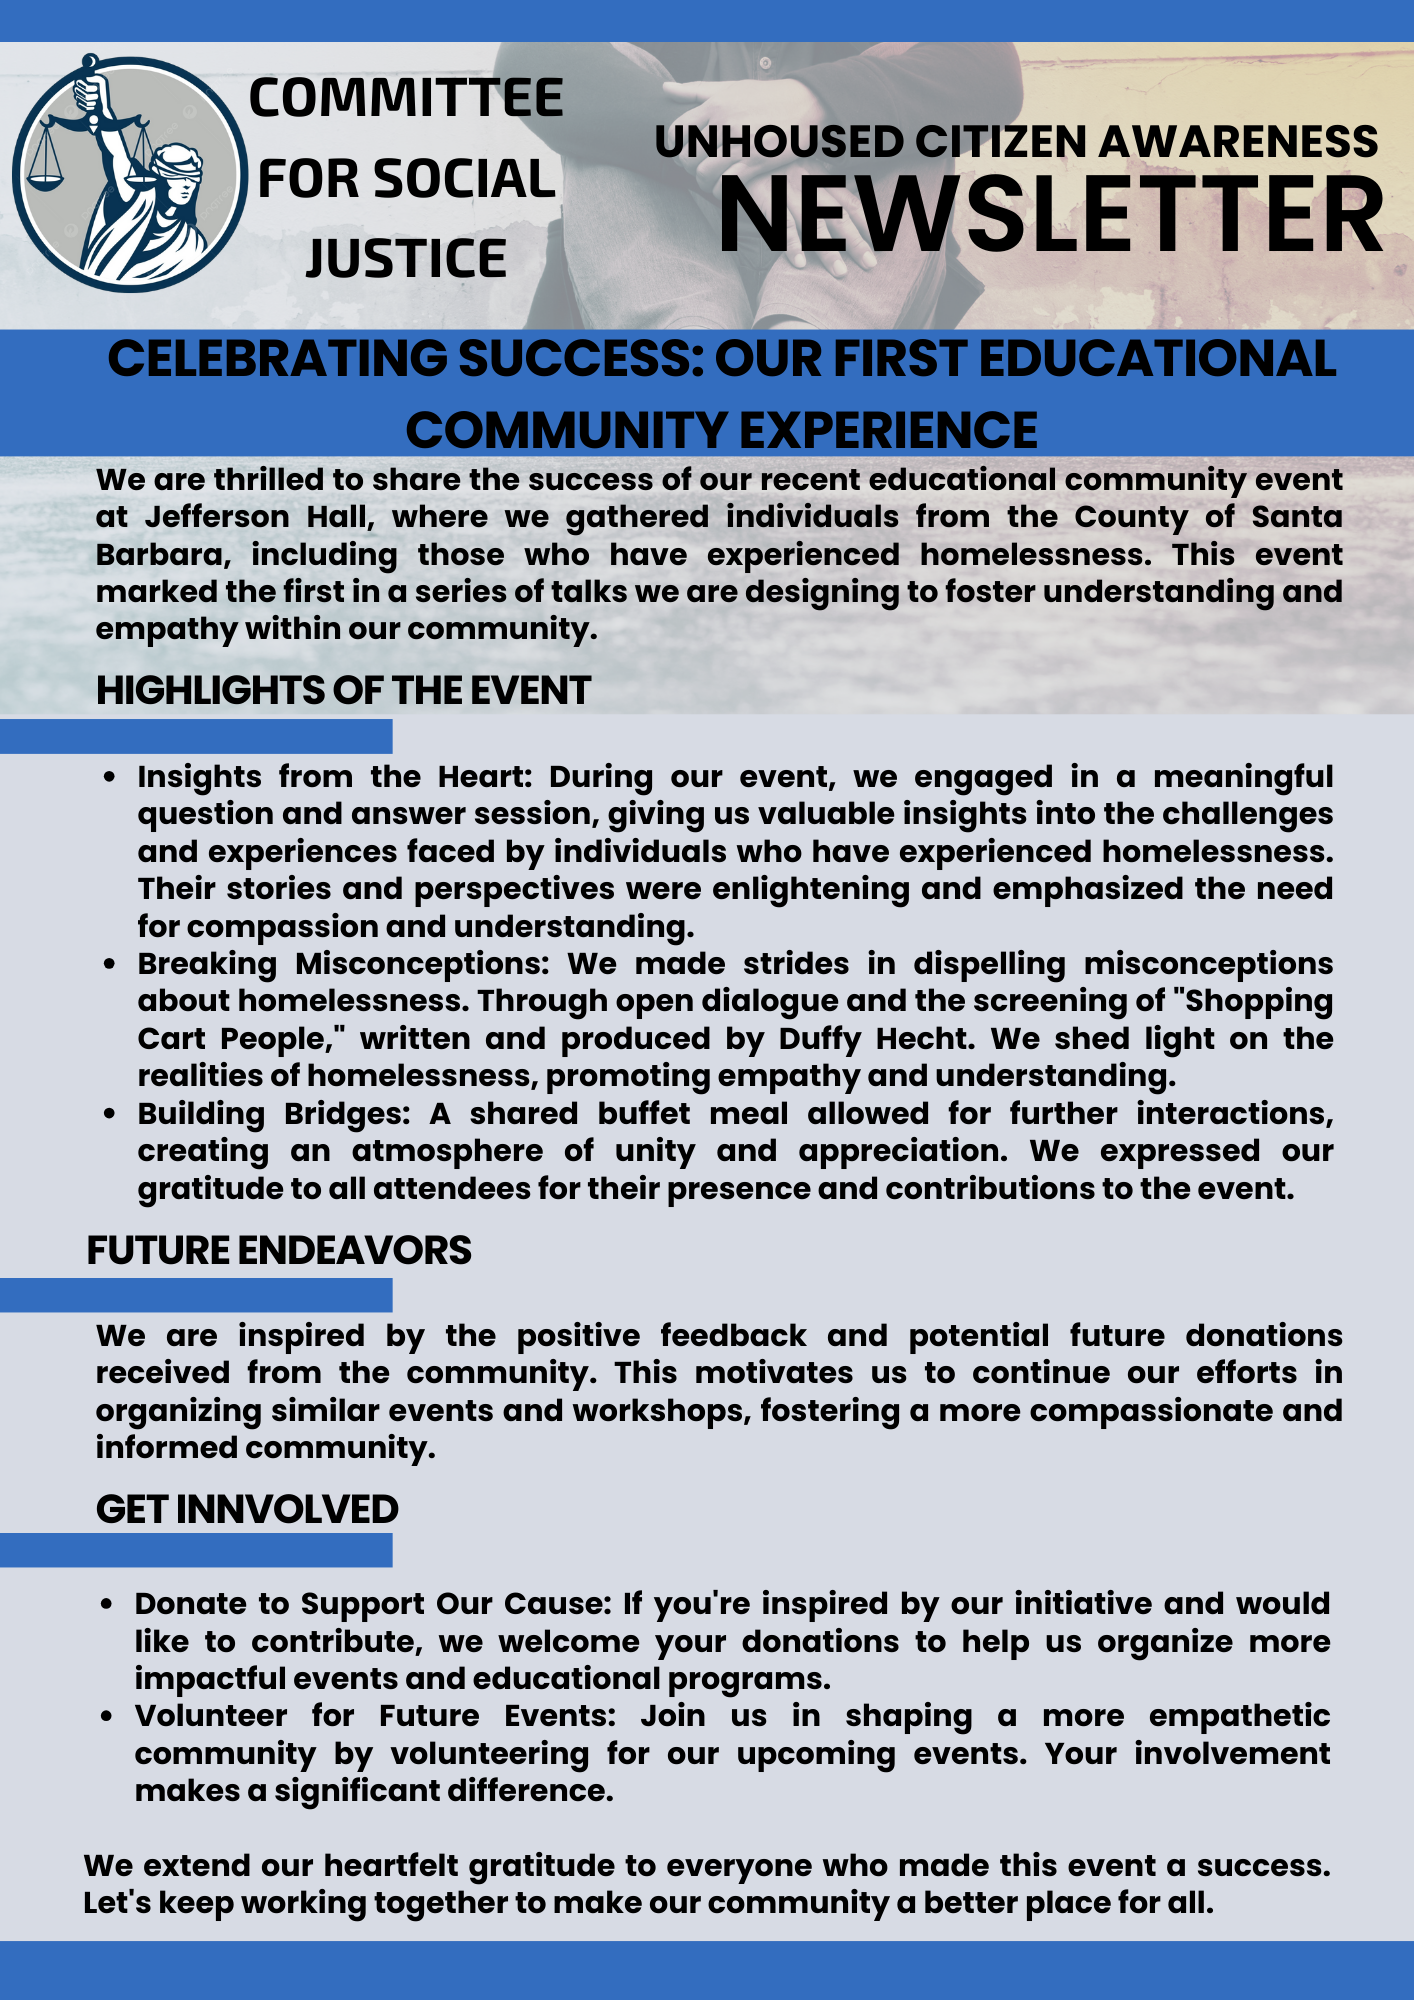 COMMITTEE
FOR SOCIAL
JUSTICE
UNHOUSED CITIZEN AWARENESS
NEWSLETTER
CELEBRATING SUCCESS: OUR FIRST EDUCATIONAL
COMMUNITY EXPERIENCE
We are thrilled to share the success of our recent educational community event
at Jefferson Hall, where we gathered individuals from the County of Santa
Barbara, including those who have experienced homelessness. This event
marked the first in a series of talks we are designing to foster understanding and
empathy within our community.
HIGHLIGHTS OF THE EVENT
• Insights from the Heart: During our event, we engaged in a meaningful
question and answer session, giving us valuable insights into the challenges
and experiences faced by individuals who have experienced homelessness.
Their stories and perspectives were enlightening and emphasized the need
for compassion and understanding.
• Breaking Misconceptions: We made strides in dispelling misconceptions
about homelessness. Through open dialogue and the screening of "Shopping
Cart People," written and produced by Duffy Hecht. We shed light on the
realities of homelessness, promoting empathy and understanding.
• Building Bridges: A shared buffet meal allowed for further interactions,
creating an atmosphere of unity and appreciation. We expressed our
gratitude to all attendees for their presence and contributions to the event.
FUTURE ENDEAVORS
We are inspired by the positive feedback and potential future donations
received from the community. This motivates us to continue our efforts in
organizing similar events and workshops, fostering a more compassionate and
informed community.
GET INNVOLVED
• Donate to Support Our Cause: If you're inspired by our initiative and would
like to contribute, we welcome your donations to help us organize more
impactful events and educational programs.
• Volunteer for Future Events: Join us in shaping a more empathetic
community by volunteering for our upcoming events. Your involvement
makes a significant difference.
We extend our heartfelt gratitude to everyone who made this event a success.
Let's keep working together to make our community a better place for all.